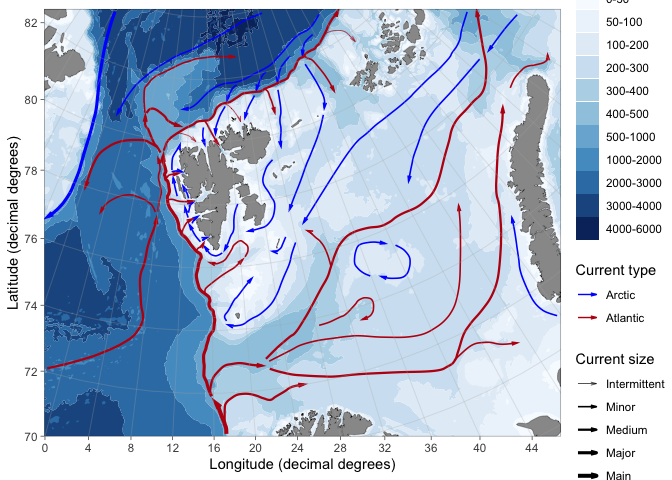 82
80
78
76
74
72
70
Latitude (decimal degrees)
0 4 8 12 16 20 24 28 32 36 40 44
Longitude (decimal degrees)
50-100
100-200
200-300
300-400
400-500
500-1000
1000-2000
2000-3000
3000-4000
4000-6000
Current type
Arctic
Atlantic
Current size
Intermittent
Minor
Medium
Major
Main